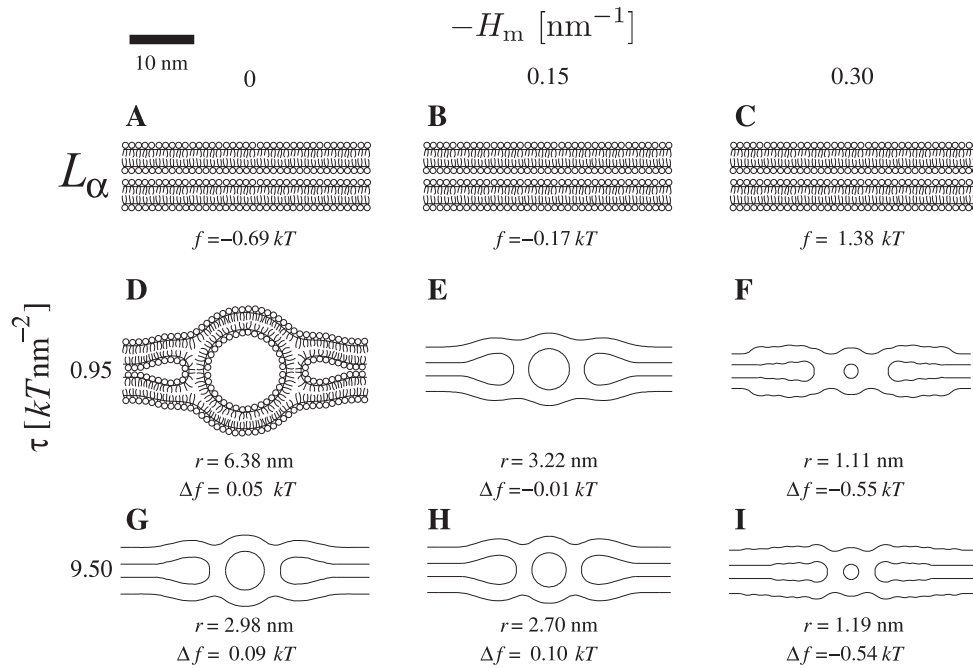 −H_m [nm⁻¹]
10 nm
0 0.15 0.30
A B C
L_α
f=−0.69 kT f=−0.17 kT f= 1.38 kT
D E F
τ [kTnm⁻²]
0.95
r = 6.38 nm r = 3.22 nm r = 1.11 nm
Δf = 0.05 kT Δf=−0.01 kT Δf=−0.55 kT
G H I
9.50
r = 2.98 nm r = 2.70 nm r = 1.19 nm
Δf = 0.09 kT Δf = 0.10 kT Δf=−0.54 kT